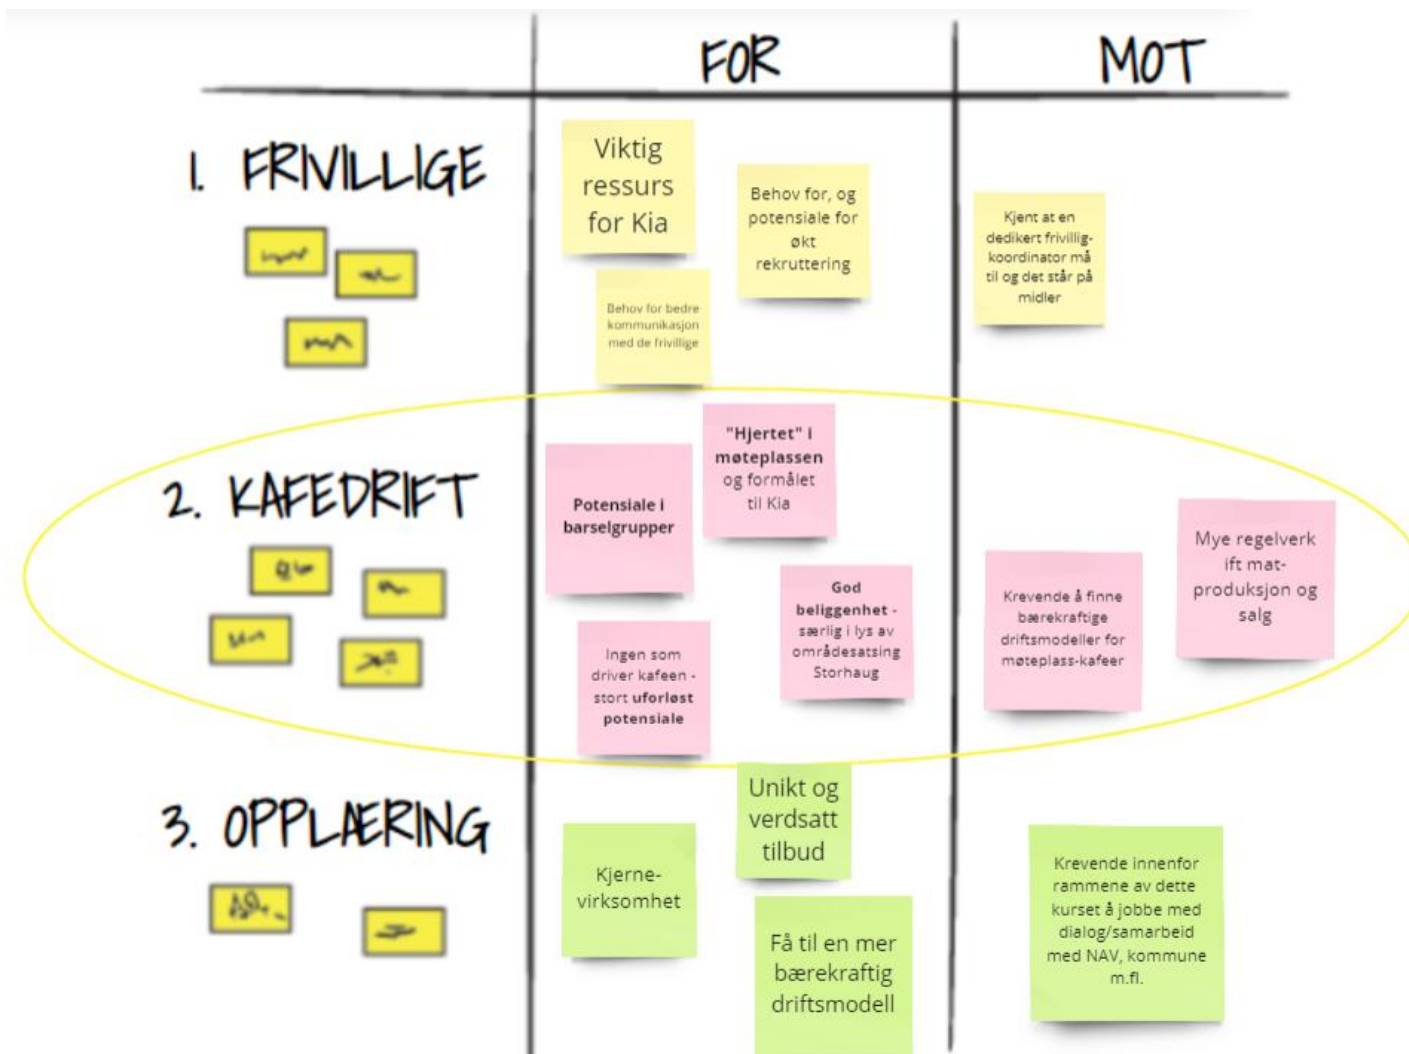 FOR
MOT
1. FRIVILLIGE
Viktig
ressurs
for Kia
Behov for, og
potensiale for
økt
rekruttering
Behov for bedre
kommunikasjon
med de frivillige
Kjent at en
dedikert frivillig-
koordinator må
til og det står på
midler
2. KAFEDRIFT
Potensiale i
barselgrupper
"Hjertet" i
møteplassen
og formålet
til Kia
Ingen som
driver kafeen -
stort uforløst
potensiale
God
beliggenhet -
særlig i lys av
områdesatsing
Storhaug
Krevende å finne
bærekraftige
driftsmodeller for
møteplass-kafeer
Mye regelverk
ift mat-
produksjon og
salg
3. OPPLÆRING
Kjerne-
virksomhet
Unikt og
verdsatt
tilbud
Få til en mer
bærekraftig
driftsmodell
Krevende innenfor
rammene av dette
kurset å jobbe med
dialog/samarbeid
med NAV, kommune
m.fl.